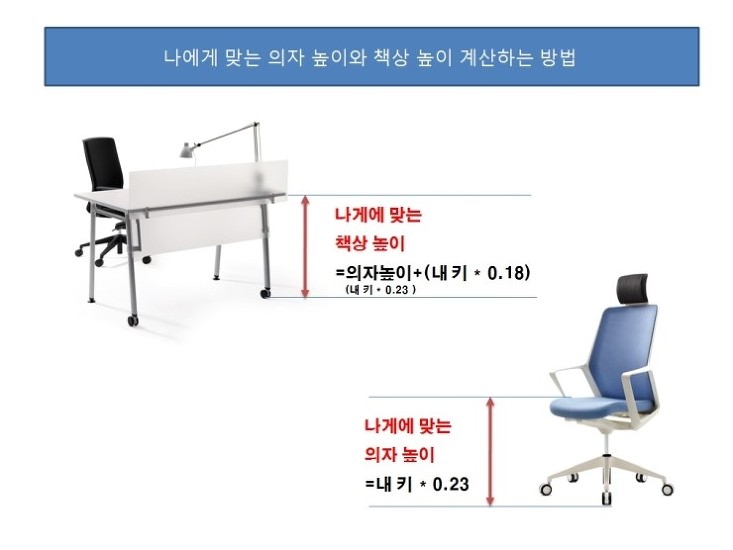 나에게 맞는 의자 높이와 책상 높이 계산하는 방법
나게에 맞는
책상 높이
=의자높이+(내 키 * 0.18)
(내 키 * 0.23 )
나게에 맞는
의자 높이
=내 키 * 0.23